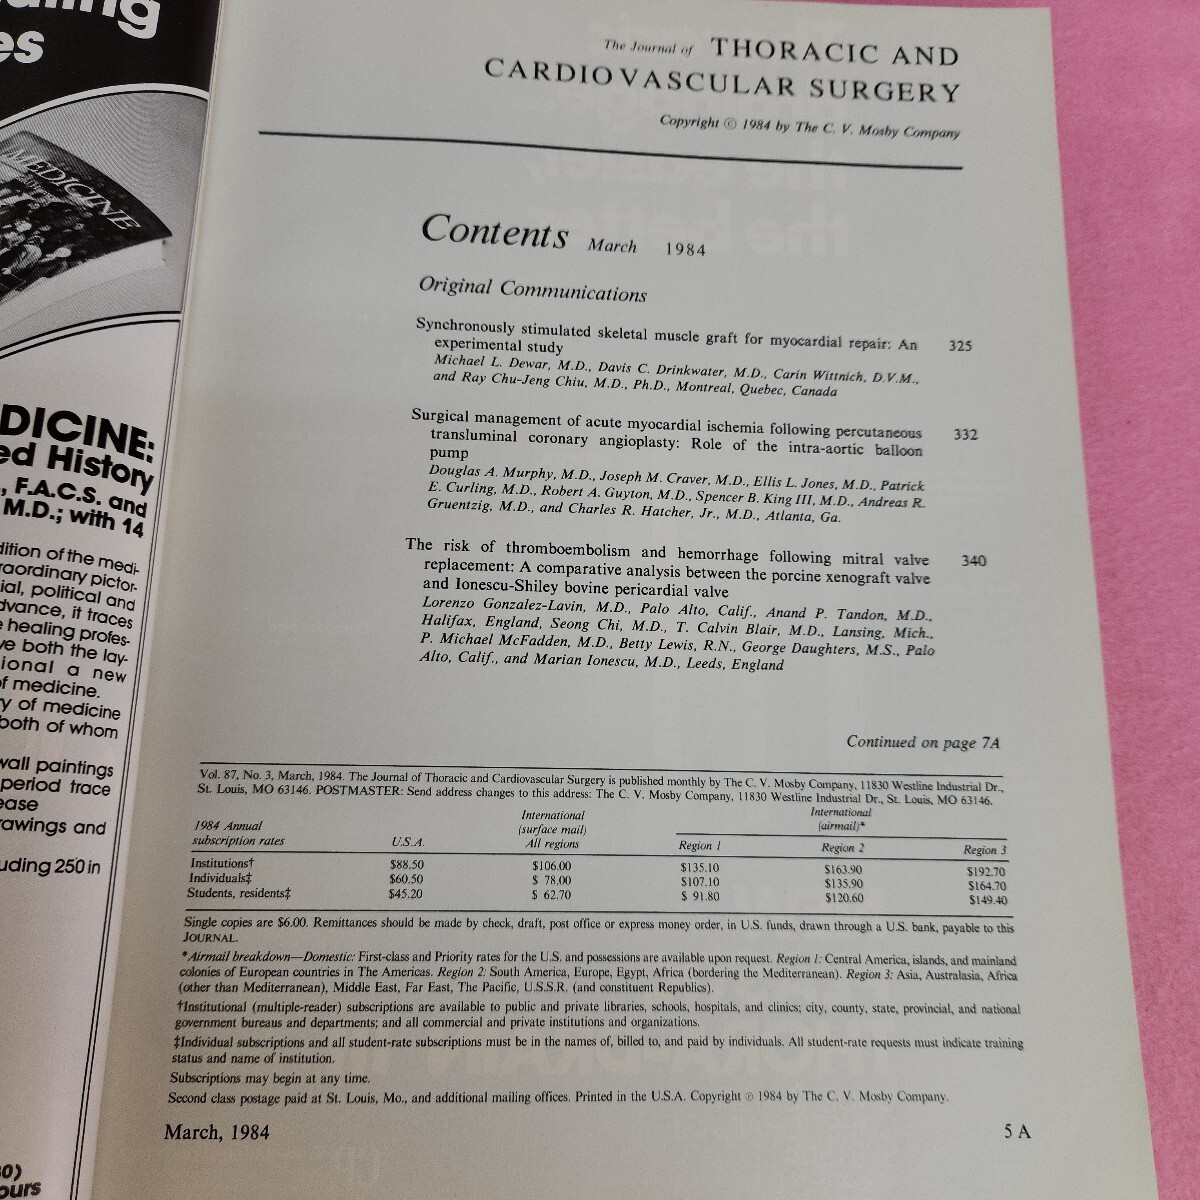 es
MEDICINE
DICINE:
ed History
, F.A.C.S. and
M.D.; with 14
dition of the medi-
raordinary pictor-
ial, political and
dvance, it traces
e healing profes-
ve both the lay-
ional a new
of medicine.
y of medicine
both of whom
wall paintings
period trace
ease
rawings and
uding 250 in
ours
The Journal of THORACIC AND
CARDIOVASCULAR SURGERY
Copyright © 1984 by The C. V. Mosby Company
Contents March 1984
Original Communications
Synchronously stimulated skeletal muscle graft for myocardial repair: An 325
experimental study
Michael L. Dewar, M.D., Davis C. Drinkwater, M.D., Carin Wittnich, D.V.M.,
and Ray Chu-Jeng Chiu, M.D., Ph.D., Montreal, Quebec, Canada
Surgical management of acute myocardial ischemia following percutaneous 332
transluminal coronary angioplasty: Role of the intra-aortic balloon
pump
Douglas A. Murphy, M.D., Joseph M. Craver, M.D., Ellis L. Jones, M.D., Patrick
E. Curling, M.D., Robert A. Guyton, M.D., Spencer B. King III, M.D., Andreas R.
Gruentzig, M.D., and Charles R. Hatcher, Jr., M.D., Atlanta, Ga.
The risk of thromboembolism and hemorrhage following mitral valve 340
replacement: A comparative analysis between the porcine xenograft valve
and Ionescu-Shiley bovine pericardial valve
Lorenzo Gonzalez-Lavin, M.D., Palo Alto, Calif., Anand P. Tandon, M.D.,
Halifax, England, Seong Chi, M.D., T. Calvin Blair, M.D., Lansing, Mich.,
P. Michael McFadden, M.D., Betty Lewis, R.N., George Daughters, M.S., Palo
Alto, Calif., and Marian Ionescu, M.D., Leeds, England
Continued on page 7A
Vol. 87, No. 3, March, 1984. The Journal of Thoracic and Cardiovascular Surgery is published monthly by The C. V. Mosby Company, 11830 Westline Industrial Dr.,
St. Louis, MO 63146. POSTMASTER: Send address changes to this address: The C. V. Mosby Company, 11830 Westline Industrial Dr., St. Louis, MO 63146.
International International
(surface mail) (airmail)*
1984 Annual
subscription rates U.S.A. All regions Region 1 Region 2 Region 3
Institutions† $88.50 $106.00 $135.10 $163.90 $192.70
Individuals‡ $60.50 $ 78.00 $107.10 $135.90 $164.70
Students, residents‡ $45.20 $ 62.70 $ 91.80 $120.60 $149.40
Single copies are $6.00. Remittances should be made by check, draft, post office or express money order, in U.S. funds, drawn through a U.S. bank, payable to this
JOURNAL.
*Airmail breakdown—Domestic: First-class and Priority rates for the U.S. and possessions are available upon request. Region 1: Central America, islands, and mainland
colonies of European countries in The Americas. Region 2: South America, Europe, Egypt, Africa (bordering the Mediterranean). Region 3: Asia, Australasia, Africa
(other than Mediterranean), Middle East, Far East, The Pacific, U.S.S.R. (and constituent Republics).
†Institutional (multiple-reader) subscriptions are available to public and private libraries, schools, hospitals, and clinics; city, county, state, provincial, and national
government bureaus and departments; and all commercial and private institutions and organizations.
‡Individual subscriptions and all student-rate subscriptions must be in the names of, billed to, and paid by individuals. All student-rate requests must indicate training
status and name of institution.
Subscriptions may begin at any time.
Second class postage paid at St. Louis, Mo., and additional mailing offices. Printed in the U.S.A. Copyright © 1984 by The C. V. Mosby Company.
March, 1984 5 A